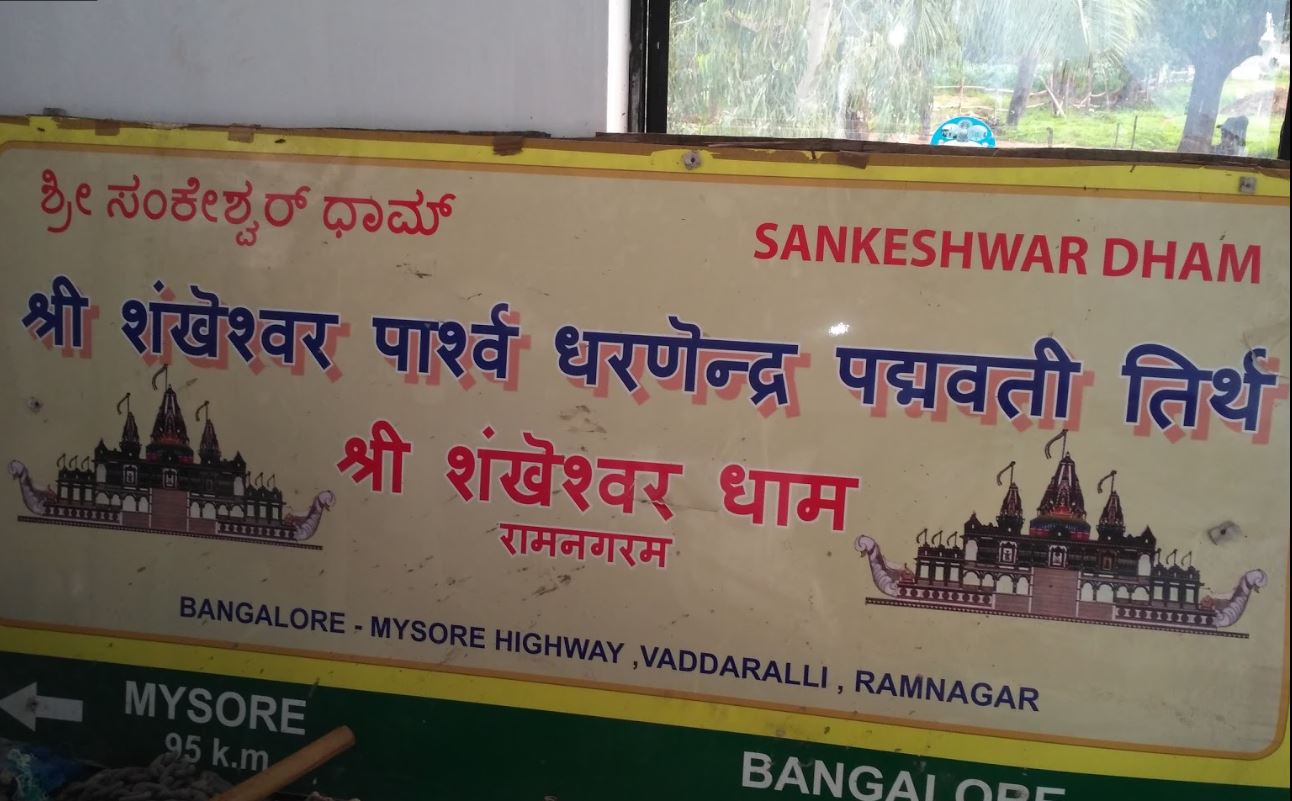 ಶ್ರೀ ಸಂಕೇಶ್ವರ್ ಧಾಮ್
SANKESHWAR DHAM
श्री शंखेश्वर पार्श्व धरणेन्द्र पद्मवती तिर्थ
श्री शंखेश्वर धाम
रामनगरम
BANGALORE - MYSORE HIGHWAY ,VADDARALLI , RAMNAGAR
MYSORE
95 k.m
BANGALORE